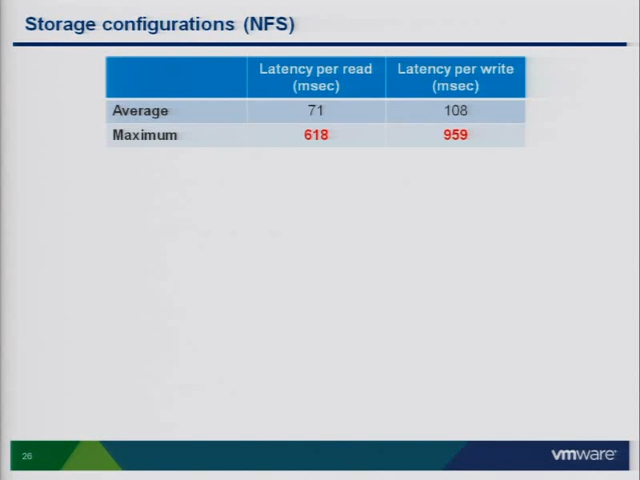 Storage configurations (NFS)
Latency per read (msec)
Latency per write (msec)
Average 71 108
Maximum 618 959
26
vmware